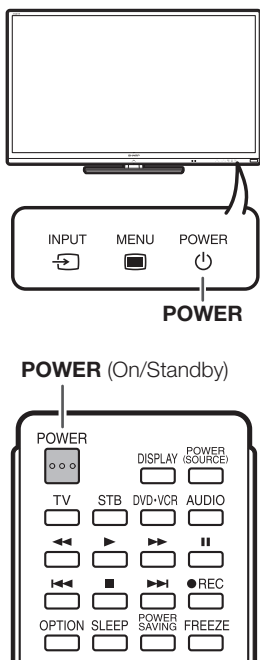 SHARP
INPUT MENU POWER
POWER
POWER (On/Standby)
POWER
DISPLAY POWER (SOURCE)
TV STB DVD•VCR AUDIO
REC
OPTION SLEEP POWER SAVING FREEZE